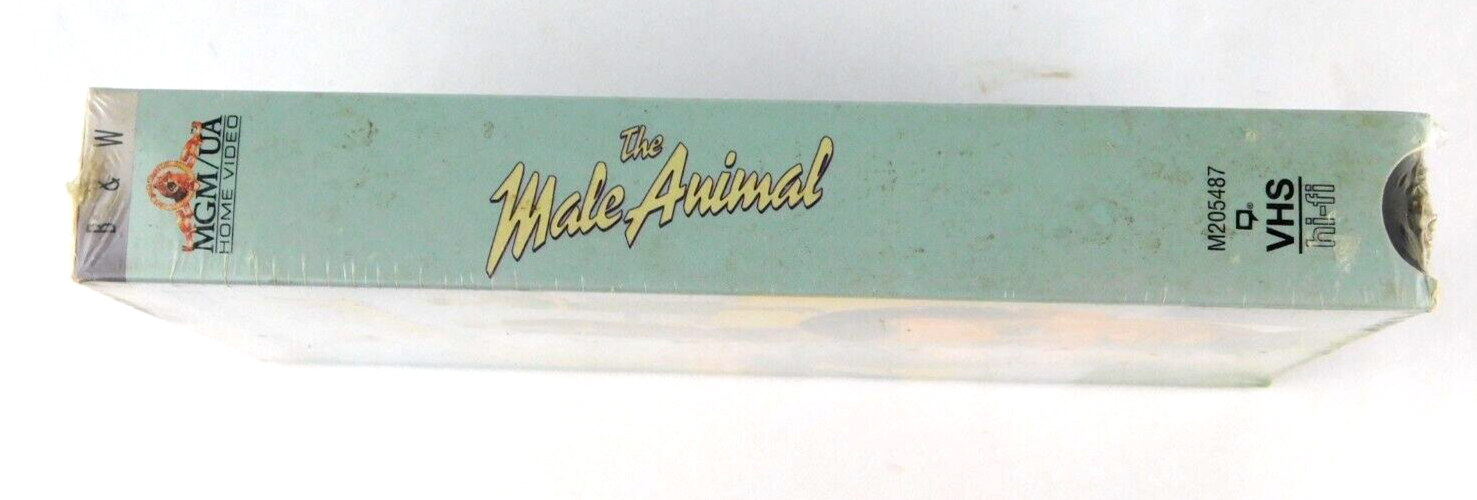 B & W
MGM/UA
HOME VIDEO
The
Male Animal
M205487
VHS
hi-fi